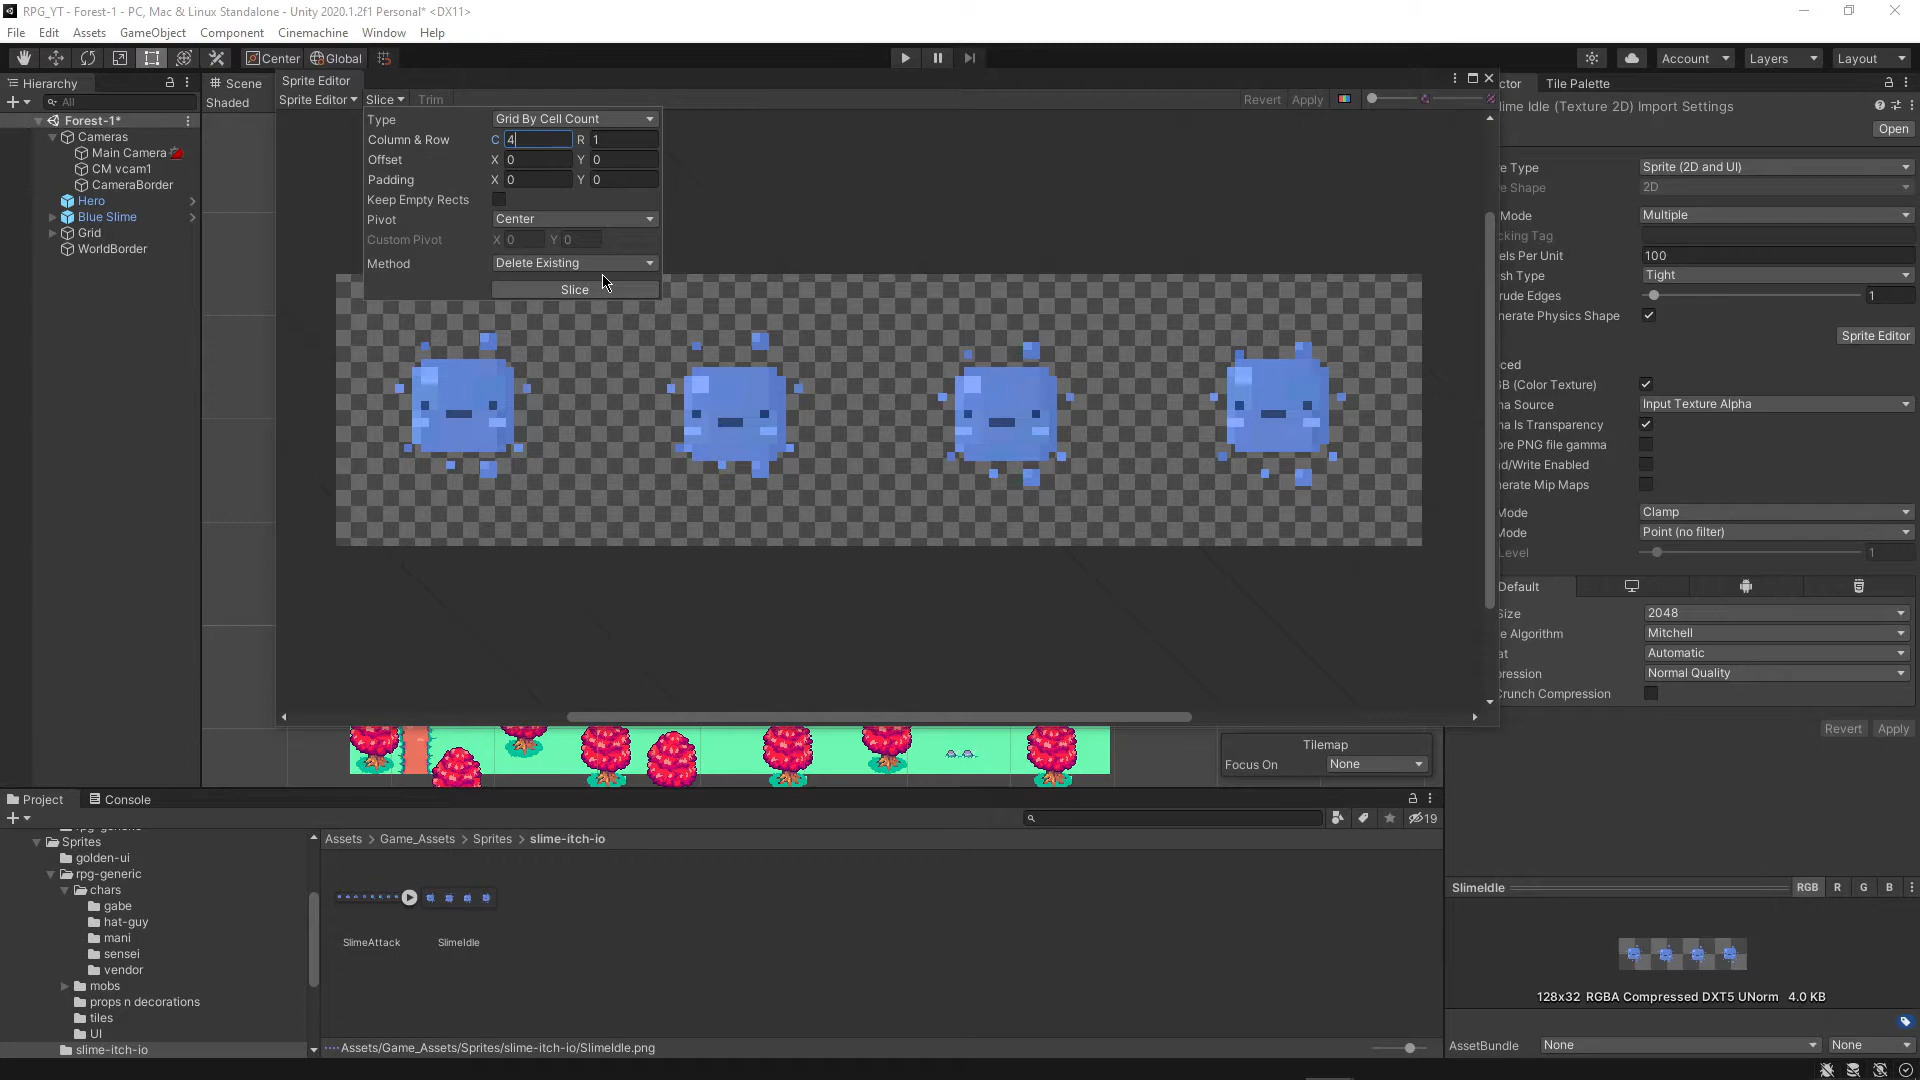 RPG_YT - Forest-1 - PC, Mac & Linux Standalone - Unity 2020.1.2f1 Personal* <DX11>
File Edit Assets GameObject Component Cinemachine Window Help
Center Global Account Layers Layout
Hierarchy
All
Forest-1*
Cameras
Main Camera
CM vcam1
CameraBorder
Hero
Blue Slime
Grid
WorldBorder
Scene
Shaded
Sprite Editor
Sprite Editor Slice Trim Revert Apply
Type Grid By Cell Count
Column & Row C 4 R 1
Offset X 0 Y 0
Padding X 0 Y 0
Keep Empty Rects
Pivot Center
Custom Pivot X 0 Y 0
Method Delete Existing
Slice
ctor Tile Palette
lime Idle (Texture 2D) Import Settings
Open
e Type Sprite (2D and UI)
e Shape 2D
Mode Multiple
cking Tag
els Per Unit 100
sh Type Tight
rude Edges 1
nerate Physics Shape
Sprite Editor
ced
GB (Color Texture)
ha Source Input Texture Alpha
ha Is Transparency
ore PNG file gamma
ad/Write Enabled
nerate Mip Maps
Mode Clamp
Mode Point (no filter)
Level 1
Default
Size 2048
e Algorithm Mitchell
at Automatic
pression Normal Quality
Crunch Compression
Revert Apply
Tilemap
Focus On None
Project Console
19
Sprites
golden-ui
rpg-generic
chars
gabe
hat-guy
mani
sensei
vendor
mobs
props n decorations
tiles
UI
slime-itch-io
Assets > Game_Assets > Sprites > slime-itch-io
SlimeAttack SlimeIdle
Assets/Game_Assets/Sprites/slime-itch-io/SlimeIdle.png
SlimeIdle RGB R G B
128x32 RGBA Compressed DXT5 UNorm 4.0 KB
AssetBundle None None